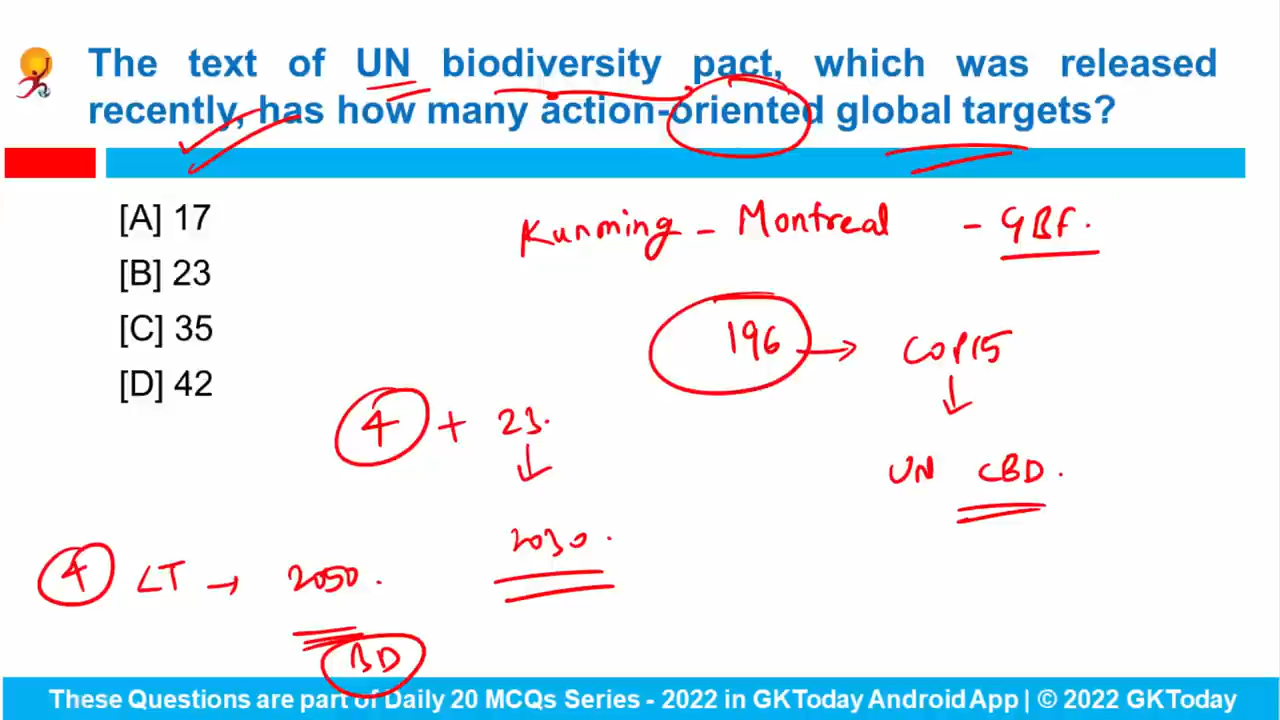 The text of UN biodiversity pact, which was released
recently, has how many action-oriented global targets?
[A] 17
[B] 23
[C] 35
[D] 42
Kunming - Montreal - GBF.
196 → COP15
4 + 23.
UN CBD.
2030.
4 LT → 2050.
BD
These Questions are part of Daily 20 MCQs Series - 2022 in GKToday Android App | © 2022 GKToday